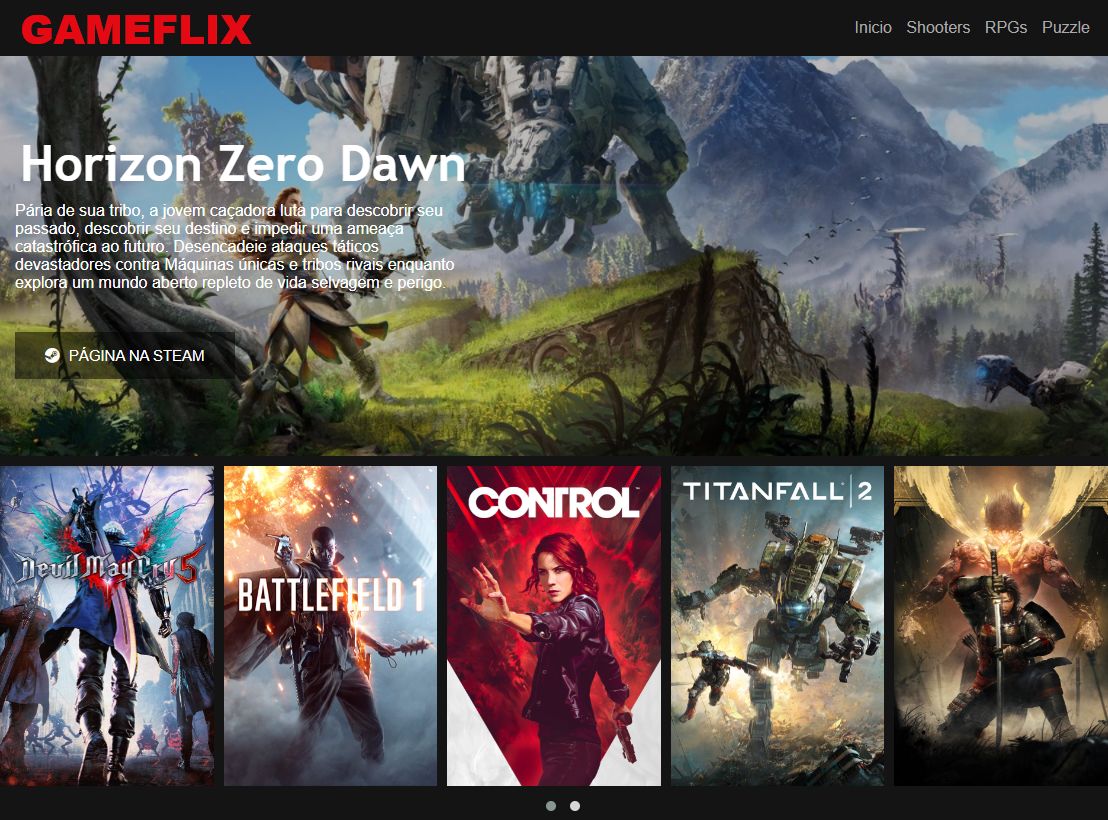 GAMEFLIX
Inicio Shooters RPGs Puzzle
Horizon Zero Dawn
Pária de sua tribo, a jovem caçadora luta para descobrir seu
passado, descobrir seu destino e impedir uma ameaça
catastrófica ao futuro. Desencadeie ataques táticos
devastadores contra Máquinas únicas e tribos rivais enquanto
explora um mundo aberto repleto de vida selvagem e perigo.
PÁGINA NA STEAM
Devil May Cry 5
BATTLEFIELD 1
CONTROL
TITANFALL 2